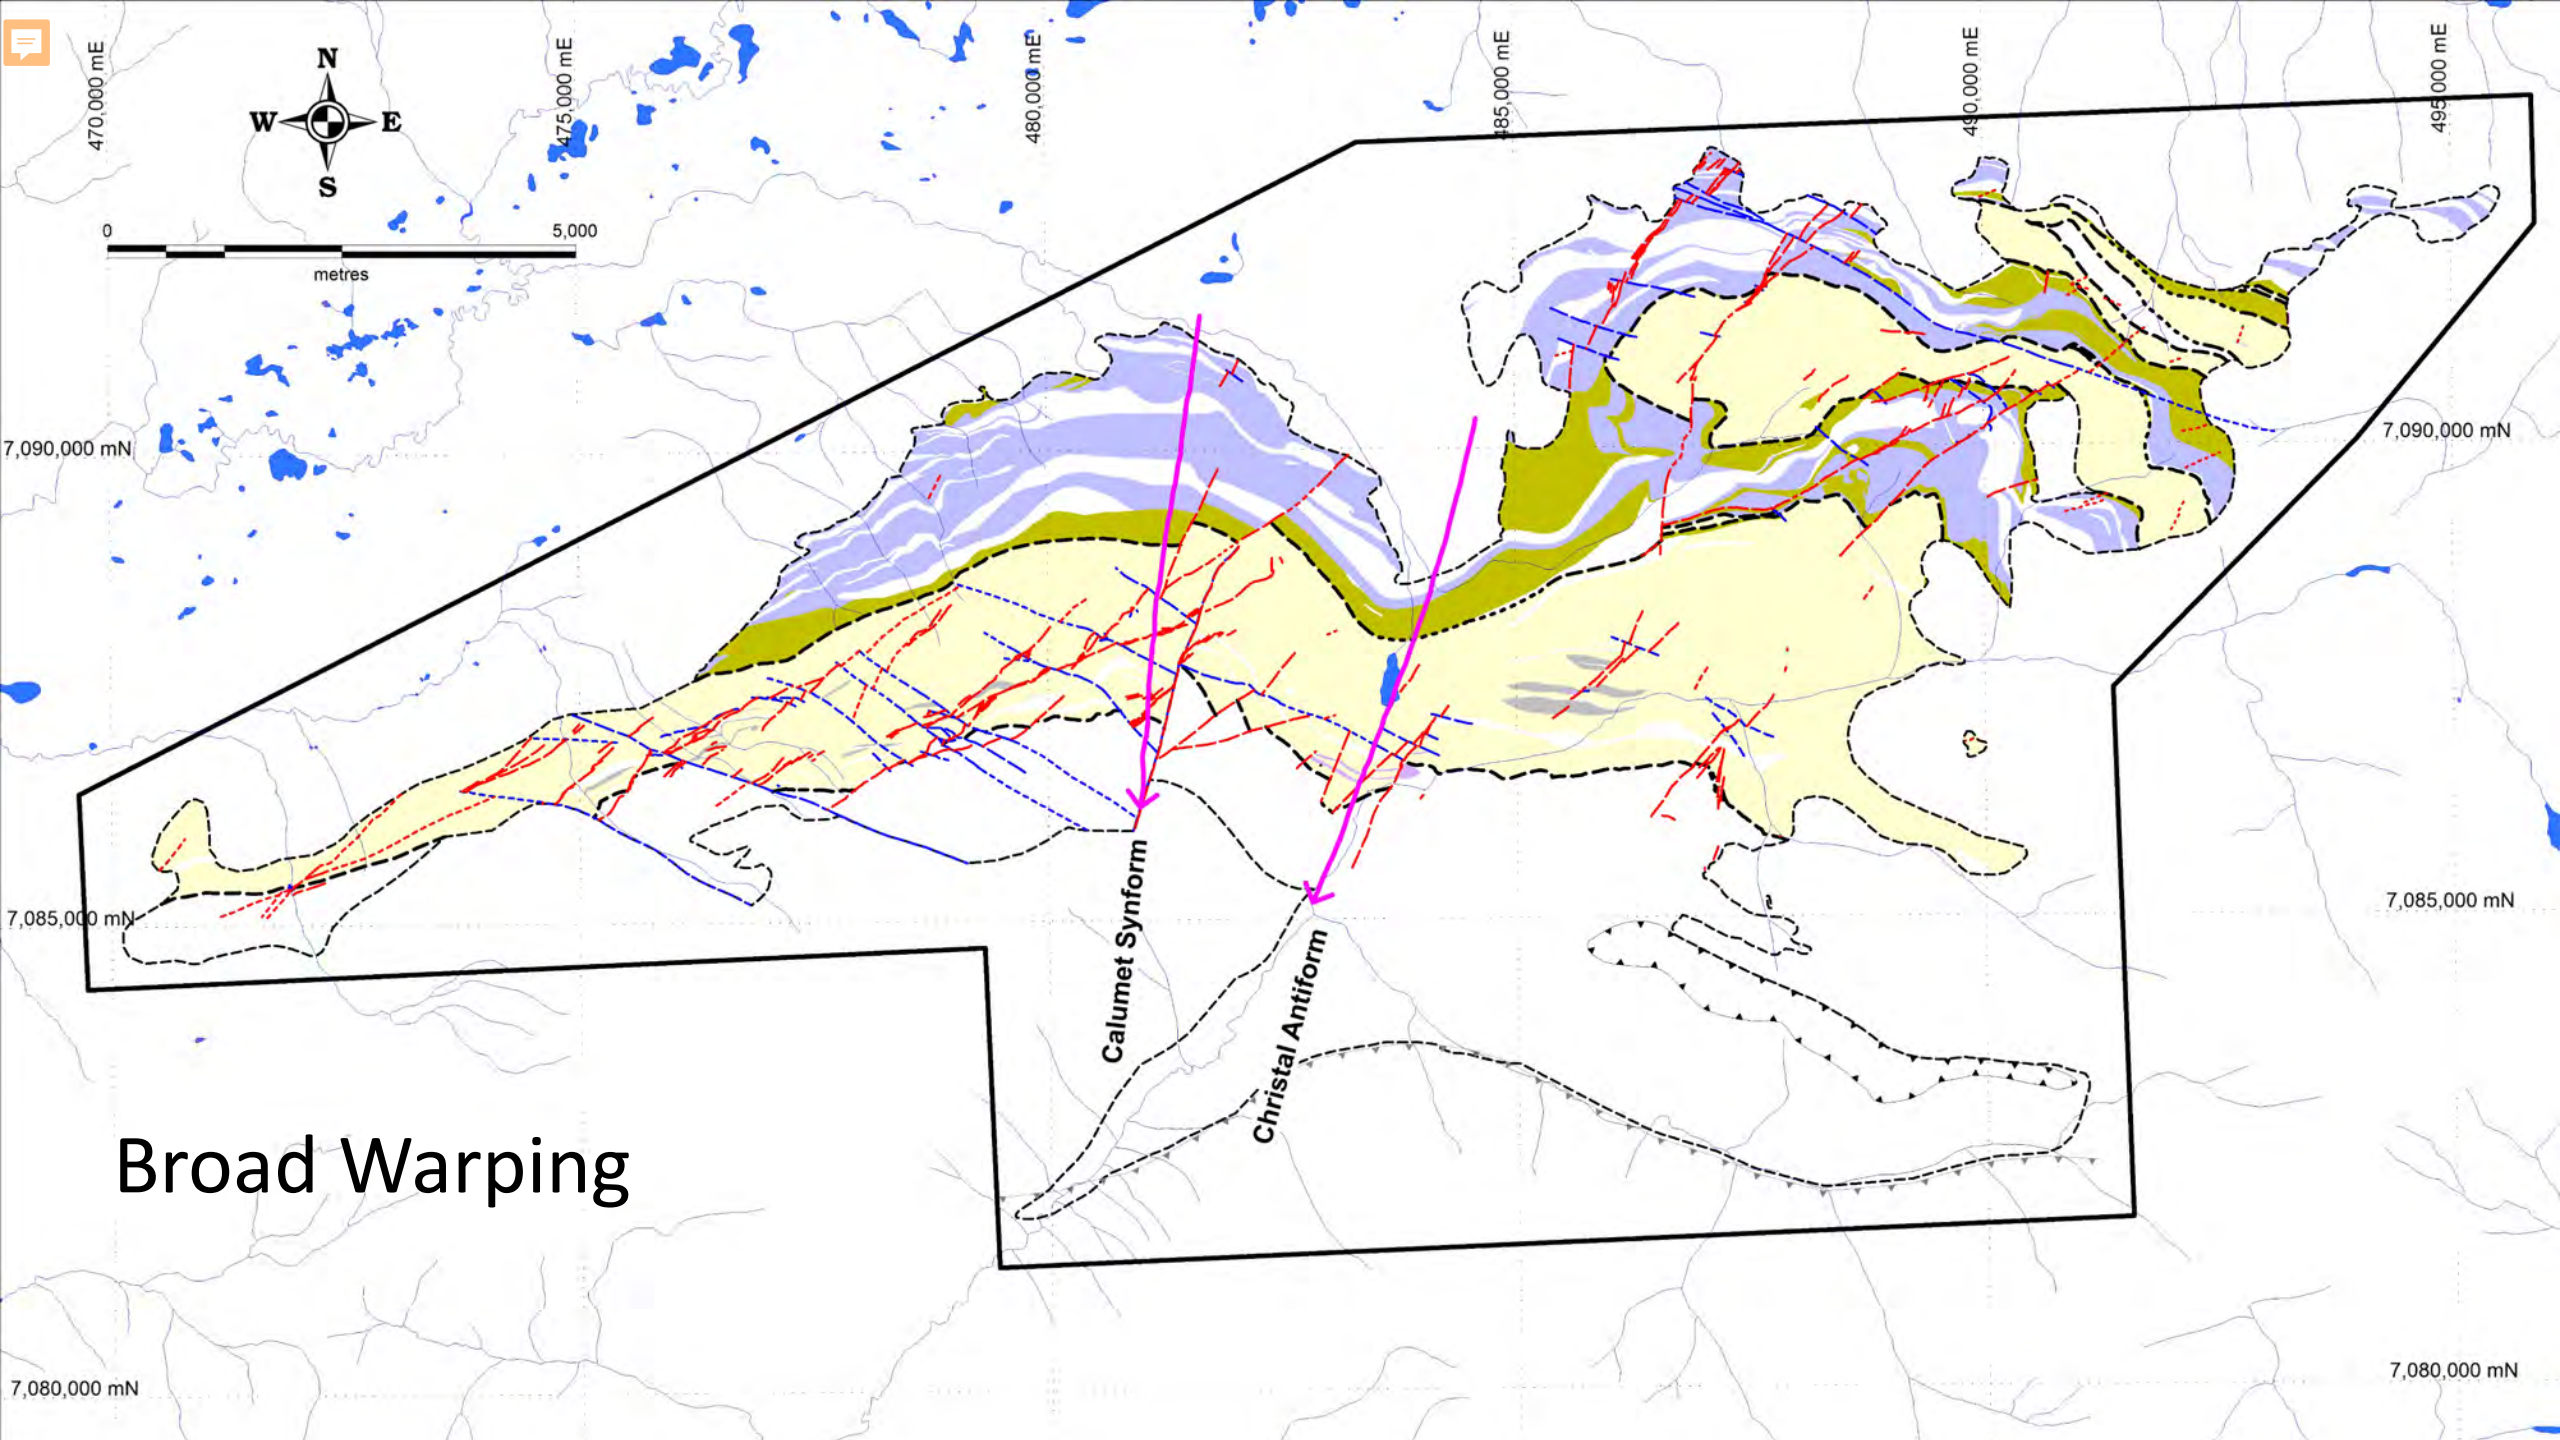 470,000 mE
475,000 mE
480,000 mE
485,000 mE
490,000 mE
495,000 mE
N
W E
S
0 5,000
metres
7,090,000 mN
7,090,000 mN
7,085,000 mN
7,085,000 mN
Calumet Synform
Christal Antiform
Broad Warping
7,080,000 mN
7,080,000 mN